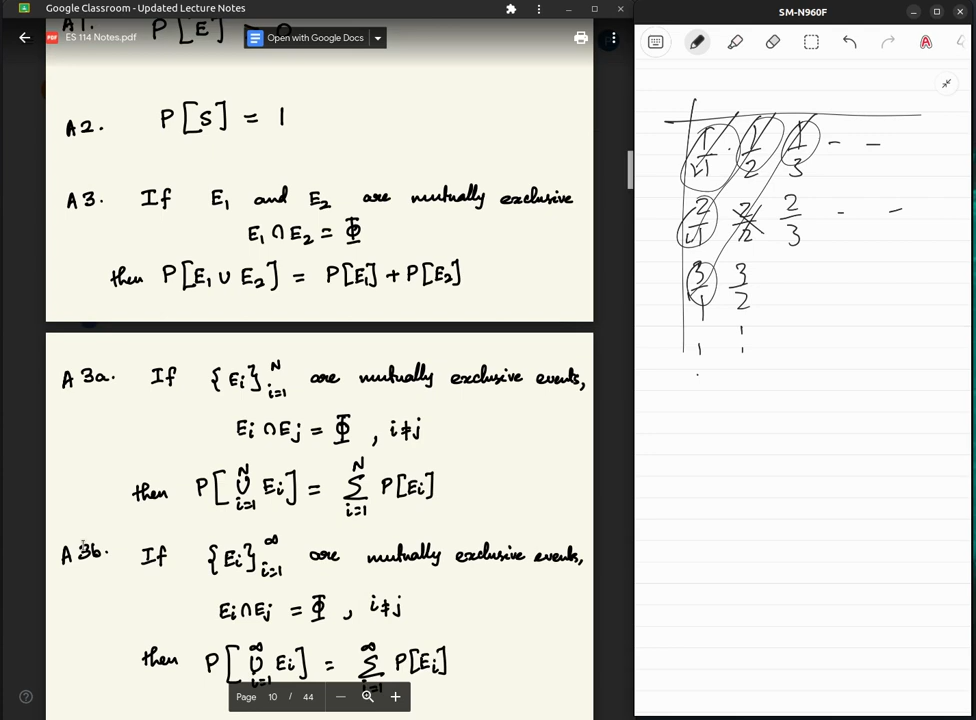 Google Classroom - Updated Lecture Notes
ES 114 Notes.pdf
Open with Google Docs
A1. P[E]
A2. P[S] = 1
A3. If E1 and E2 are mutually exclusive
E1 ∩ E2 = Φ
then P[E1 ∪ E2] = P[E1] + P[E2]
A3a. If {Ei}_{i=1}^{N} are mutually exclusive events,
Ei ∩ Ej = Φ , i≠j
then P[∪_{i=1}^{N} Ei] = Σ_{i=1}^{N} P[Ei]
A3b. If {Ei}_{i=1}^{∞} are mutually exclusive events,
Ei ∩ Ej = Φ , i≠j
then P[∪_{i=1}^{∞} Ei] = Σ_{i=1}^{∞} P[Ei]
Page 10 / 44
SM-N960F
1/1 1/2 1/3 - -
2/1 2/2 2/3 - -
3/1 3/2